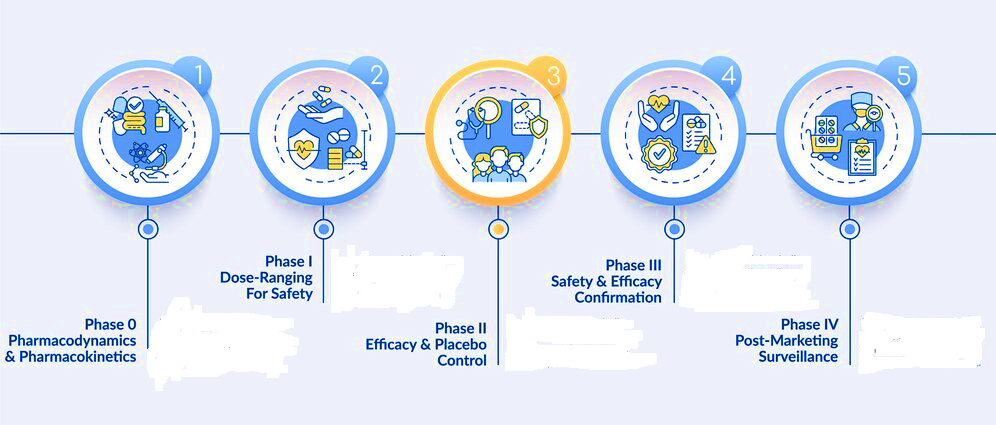 1
2
3
4
5
Phase 0
Pharmacodynamics
& Pharmacokinetics
Phase I
Dose-Ranging
For Safety
Phase II
Efficacy & Placebo
Control
Phase III
Safety & Efficacy
Confirmation
Phase IV
Post-Marketing
Surveillance